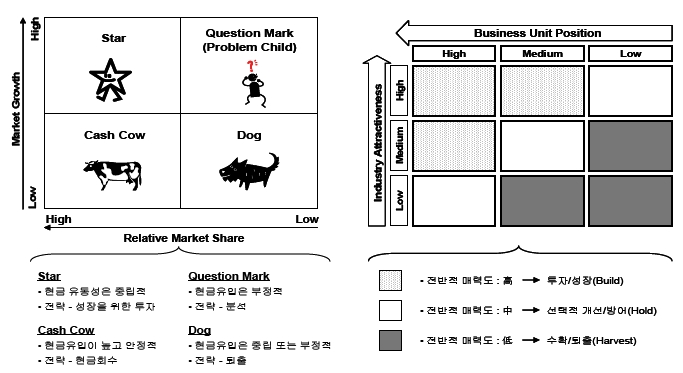 Market Growth
High
Low
Star
Question Mark
(Problem Child)
?
Cash Cow
Dog
High
Low
Relative Market Share
Star
• 현금 유동성은 중립적
• 전략 - 성장을 위한 투자
Question Mark
• 현금유입은 부정적
• 전략 - 분석
Cash Cow
• 현금유입이 높고 안정적
• 전략 - 현금회수
Dog
• 현금유입은 중립 또는 부정적
• 전략 - 퇴출
Business Unit Position
High
Medium
Low
Industry Attractiveness
High
Medium
Low
• 전반적 매력도 : 高 → 투자/성장(Build)
• 전반적 매력도 : 中 → 선택적 개선/방어(Hold)
• 전반적 매력도 : 低 → 수확/퇴출(Harvest)